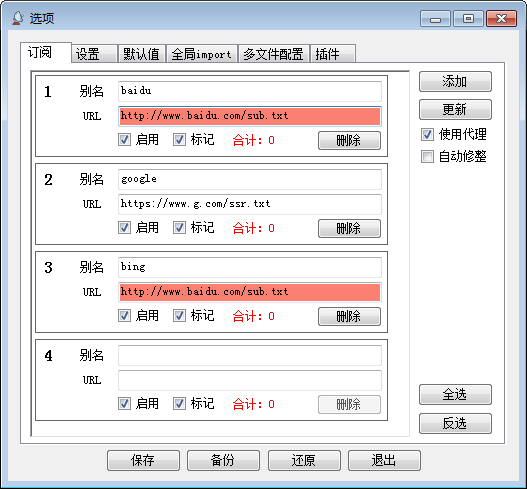 选项
订阅 设置 默认值 全局import 多文件配置 插件
1 别名 baidu
URL http://www.baidu.com/sub.txt
启用 标记 合计：0 删除
2 别名 google
URL https://www.g.com/ssr.txt
启用 标记 合计：0 删除
3 别名 bing
URL http://www.baidu.com/sub.txt
启用 标记 合计：0 删除
4 别名
URL
启用 标记 合计：0 删除
添加
更新
使用代理
自动修整
全选
反选
保存 备份 还原 退出